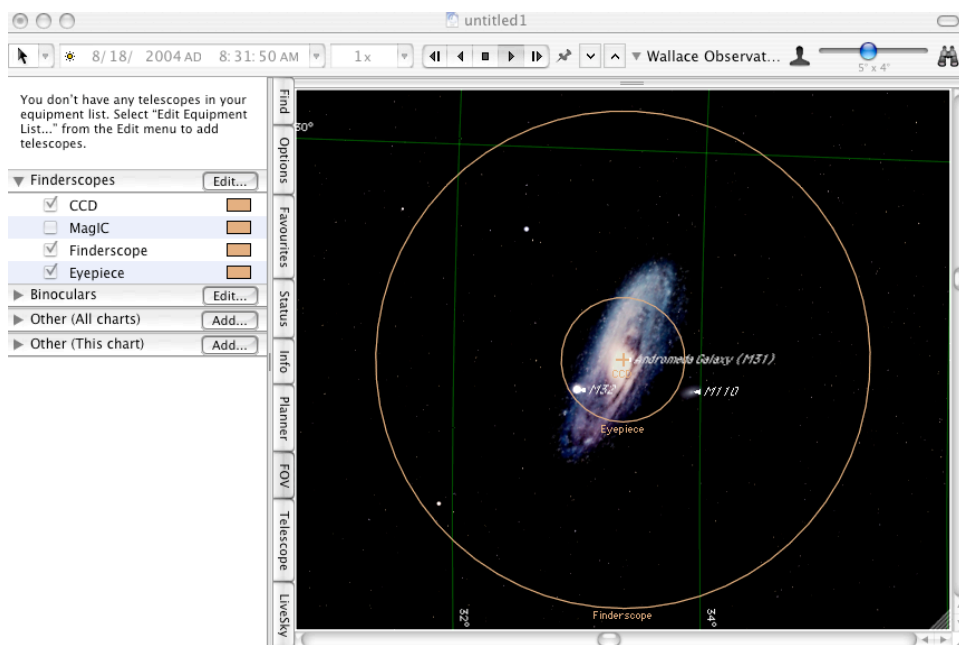 untitled1
8/18/ 2004 AD 8:31:50 AM 1x Wallace Observat... 5° x 4°
You don't have any telescopes in your
equipment list. Select "Edit Equipment
List..." from the Edit menu to add
telescopes.
Finderscopes Edit...
CCD
MagIC
Finderscope
Eyepiece
Binoculars Edit...
Other (All charts) Add...
Other (This chart) Add...
Find
Options
Favourites
Status
Info
Planner
FOV
Telescope
LiveSky
Andromeda Galaxy (M31)
M32
M110
Eyepiece
Finderscope
32°
34°